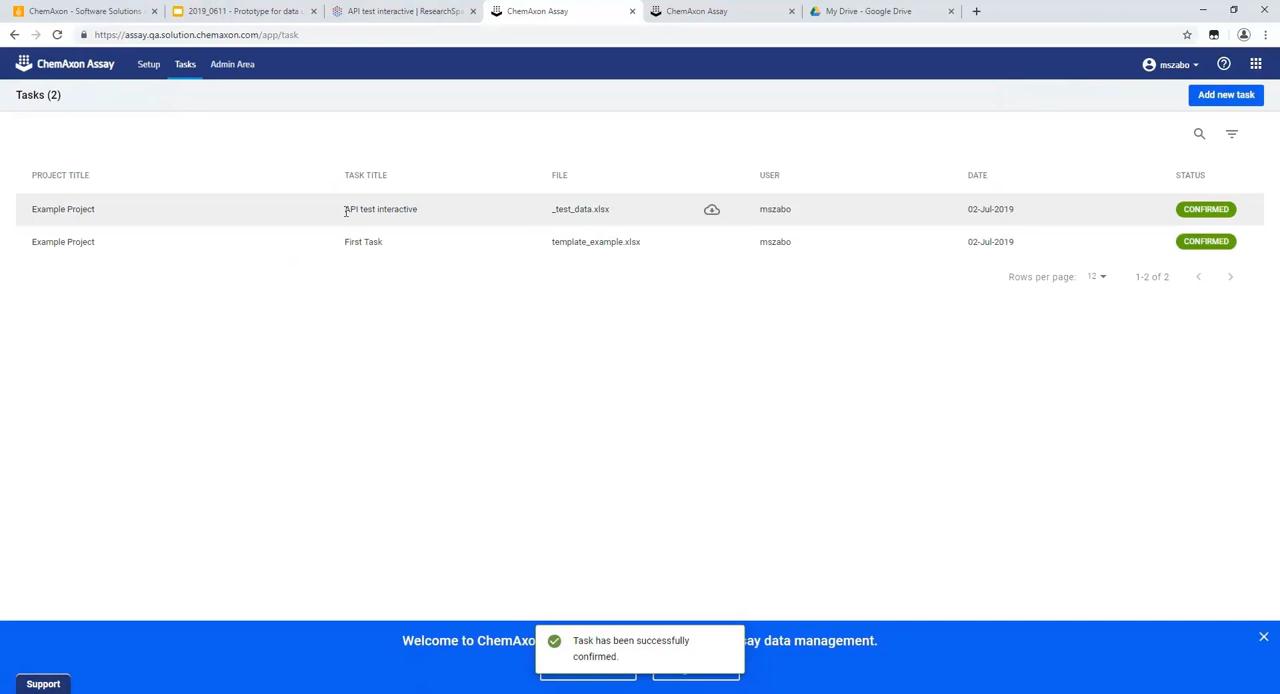 ChemAxon - Software Solutions
2019_0611 - Prototype for data
API test interactive | ResearchSp
ChemAxon Assay
ChemAxon Assay
My Drive - Google Drive
https://assay.qa.solution.chemaxon.com/app/task
ChemAxon Assay Setup Tasks Admin Area mszabo
Tasks (2) Add new task
PROJECT TITLE TASK TITLE FILE USER DATE STATUS
Example Project API test interactive _test_data.xlsx mszabo 02-Jul-2019 CONFIRMED
Example Project First Task template_example.xlsx mszabo 02-Jul-2019 CONFIRMED
Rows per page: 12 1-2 of 2
Welcome to ChemAxo say data management.
Task has been successfully
confirmed.
Support